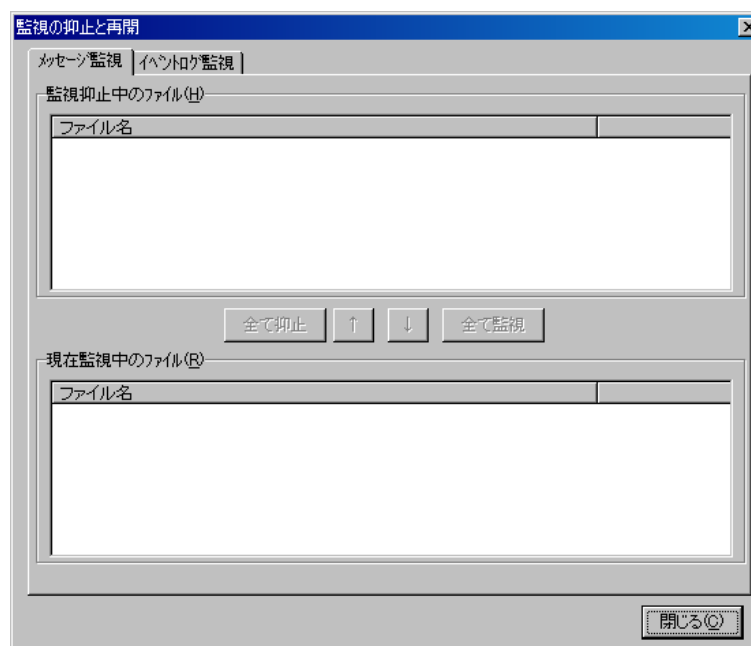 監視の抑止と再開
ﾒｯｾｰｼﾞ監視 ｲﾍﾞﾝﾄﾛｸﾞ監視
監視抑止中のﾌｧｲﾙ(H)
ファイル名
全て抑止 ↑ ↓ 全て監視
現在監視中のﾌｧｲﾙ(R)
ファイル名
閉じる(C)